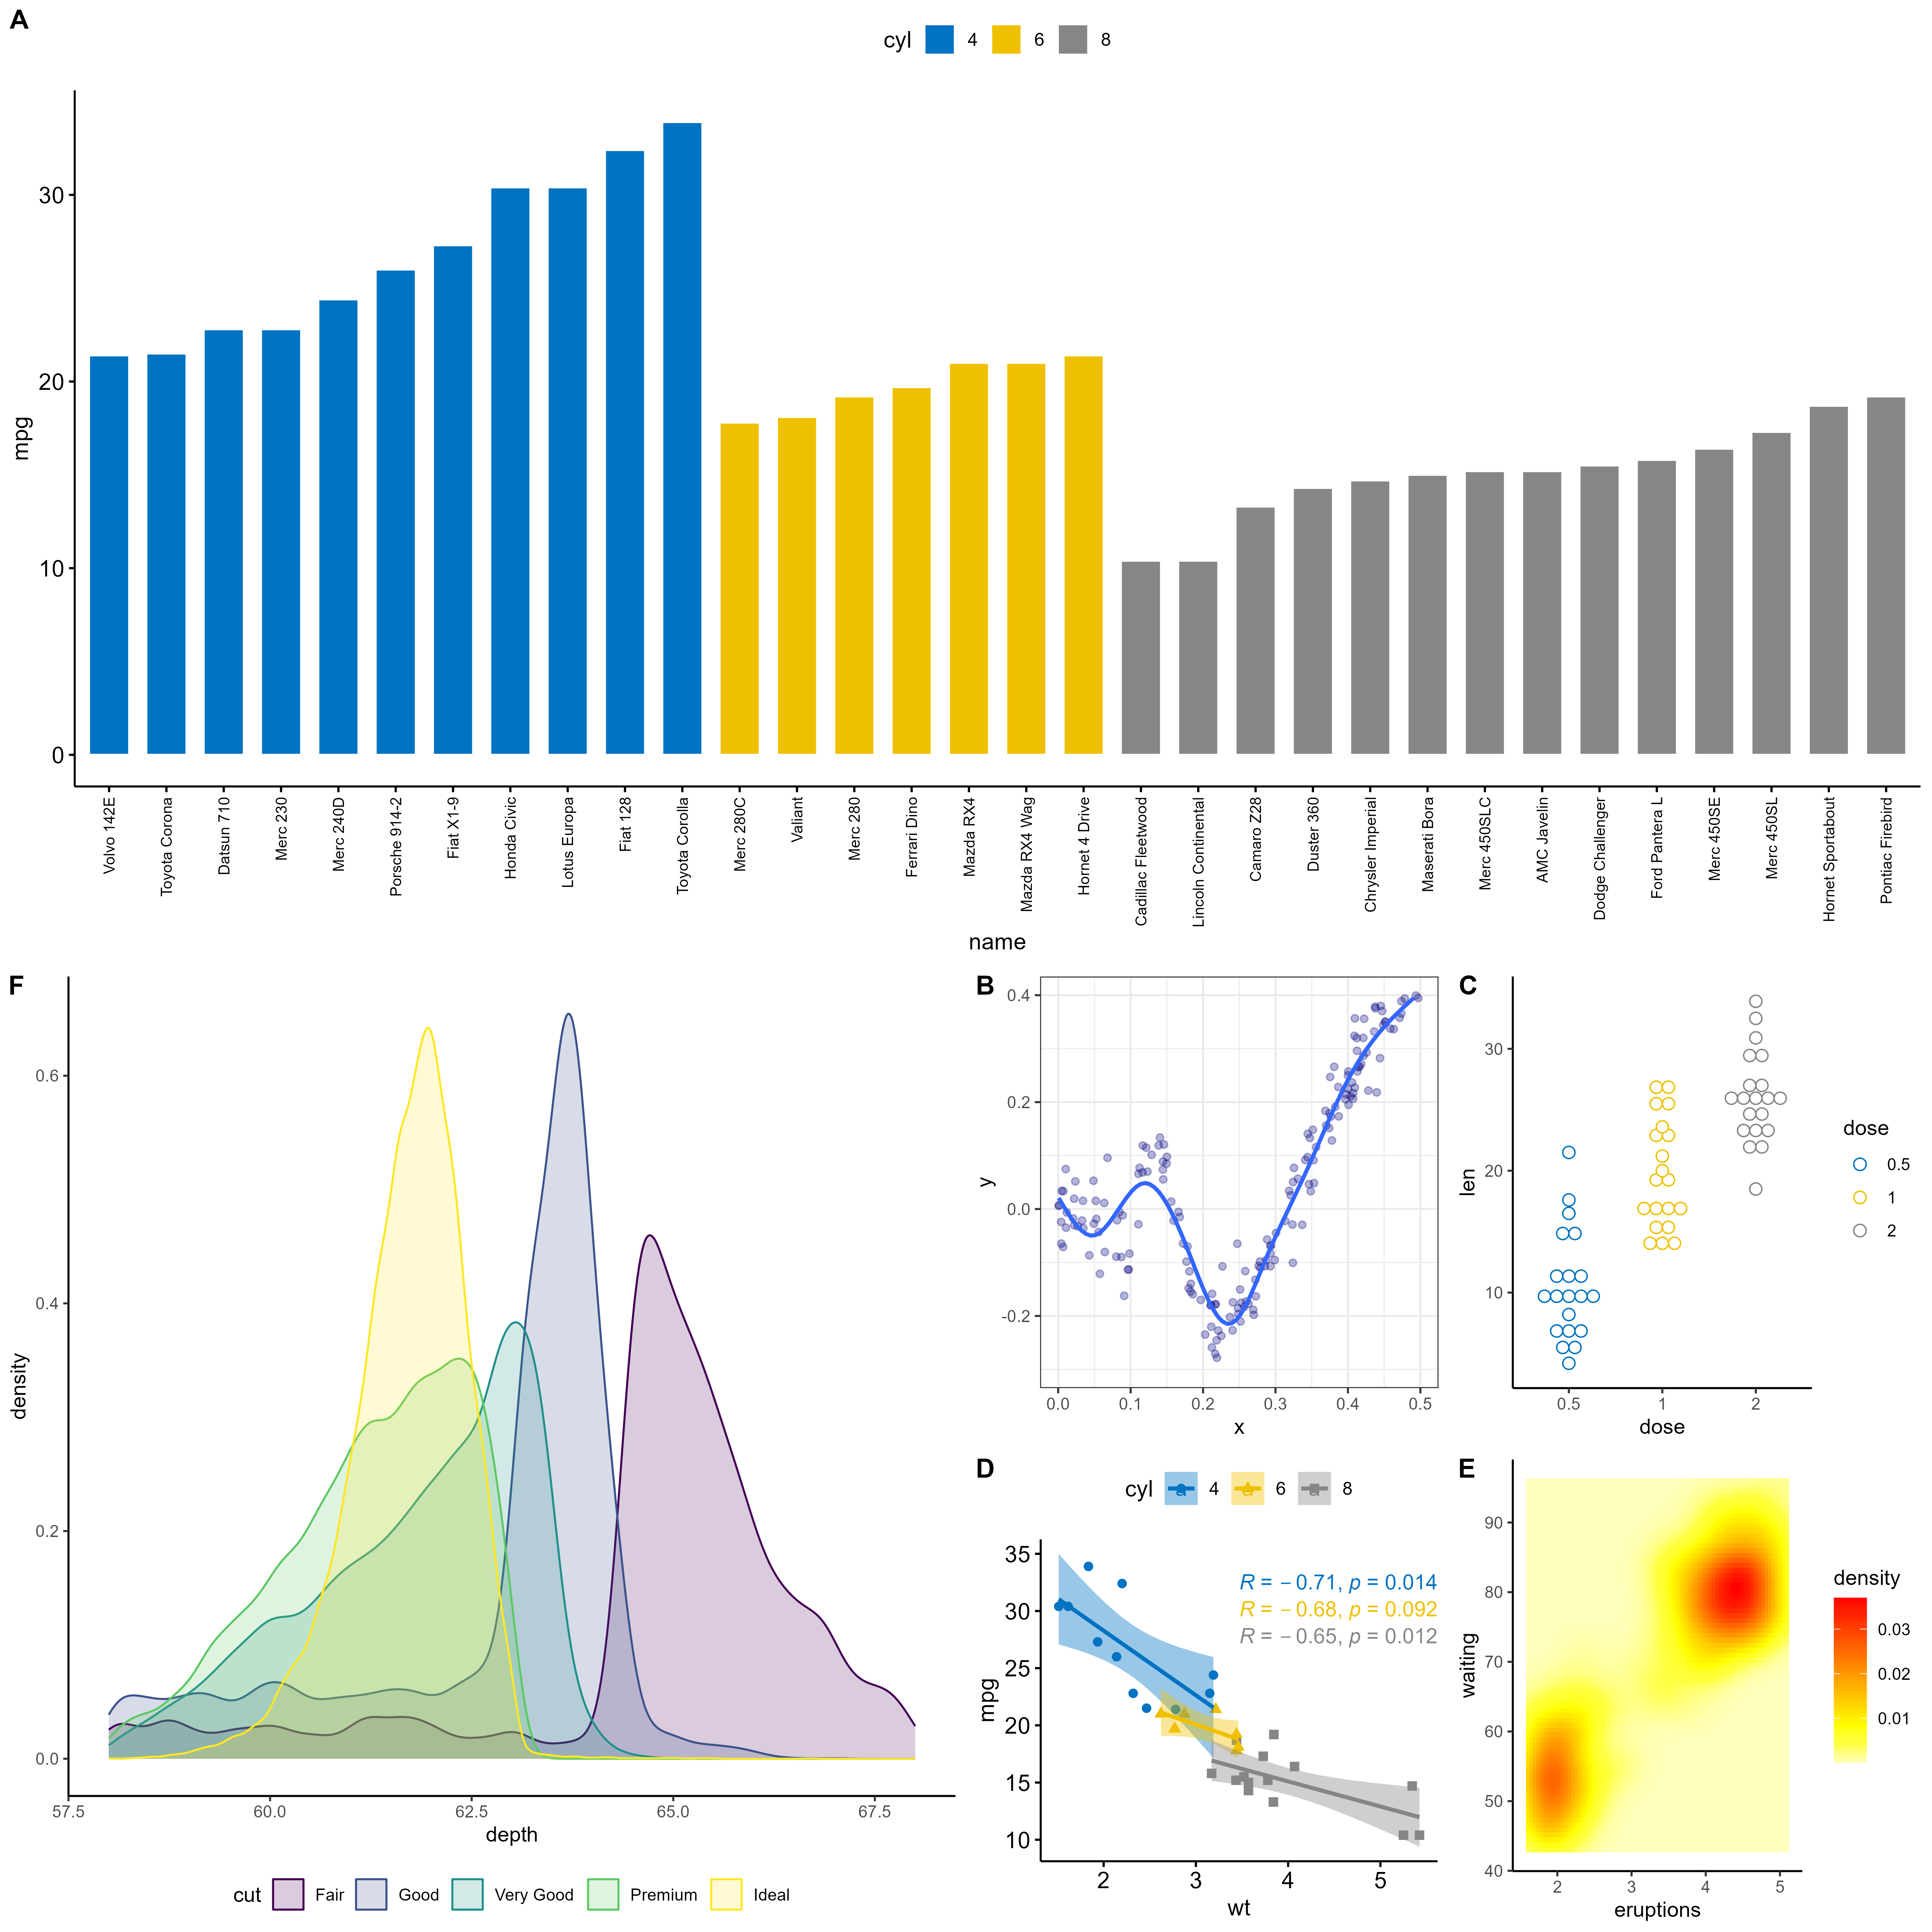 A
cyl 4 6 8
30
20
10
0
mpg
Volvo 142E
Toyota Corona
Datsun 710
Merc 230
Merc 240D
Porsche 914-2
Fiat X1-9
Honda Civic
Lotus Europa
Fiat 128
Toyota Corolla
Merc 280C
Valiant
Merc 280
Ferrari Dino
Mazda RX4
Mazda RX4 Wag
Hornet 4 Drive
Cadillac Fleetwood
Lincoln Continental
Camaro Z28
Duster 360
Chrysler Imperial
Maserati Bora
Merc 450SLC
AMC Javelin
Dodge Challenger
Ford Pantera L
Merc 450SE
Merc 450SL
Hornet Sportabout
Pontiac Firebird
name
F
0.6
0.4
0.2
0.0
density
57.5 60.0 62.5 65.0 67.5
depth
cut Fair Good Very Good Premium Ideal
B
0.4
0.2
0.0
-0.2
y
0.0 0.1 0.2 0.3 0.4 0.5
x
C
30
20
10
len
0.5 1 2
dose
dose
0.5
1
2
D
cyl 4 6 8
35
30
25
20
15
10
mpg
R = − 0.71, p = 0.014
R = − 0.68, p = 0.092
R = − 0.65, p = 0.012
2 3 4 5
wt
E
90
80
70
60
50
40
waiting
2 3 4 5
eruptions
density
0.03
0.02
0.01